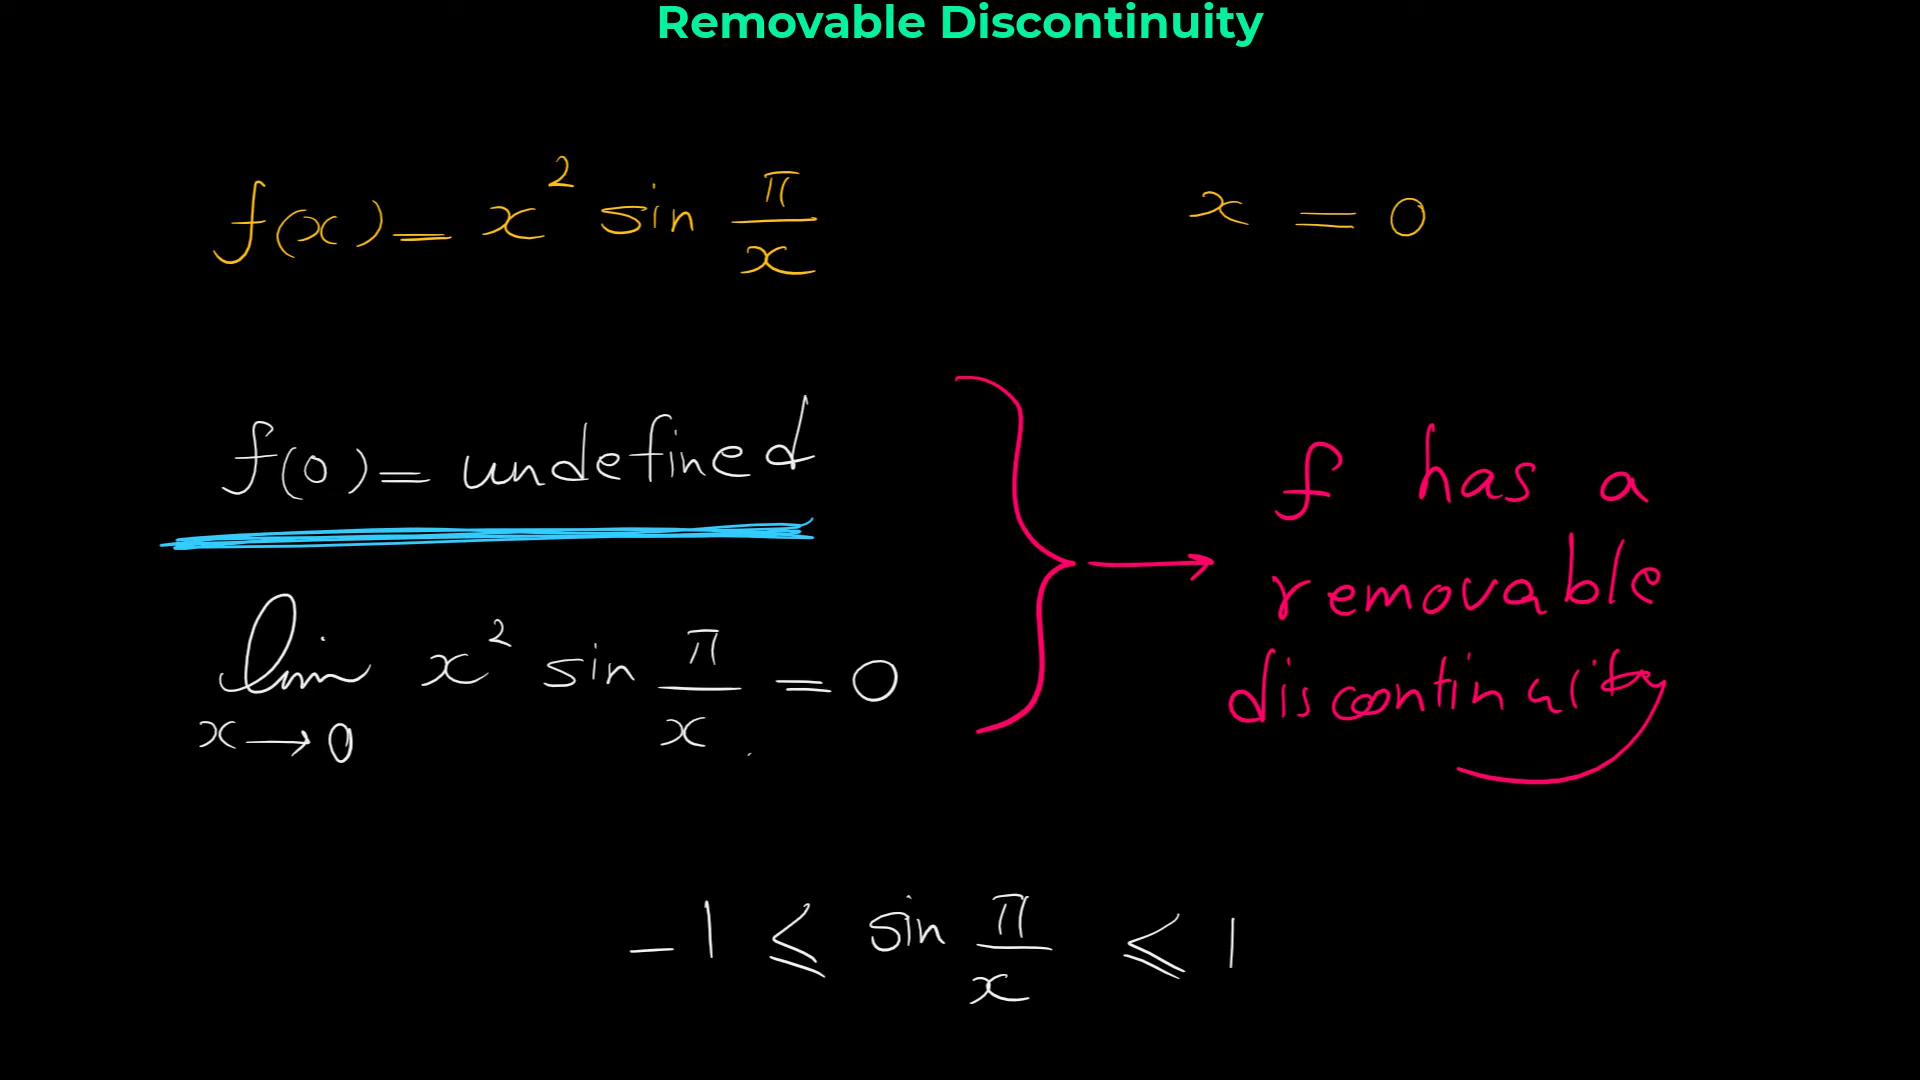 Removable Discontinuity
f(x) = x² sin π/x     x = 0
f(0) = undefined
f has a
removable
discontinuity
lim x→0 x² sin π/x = 0
-1 ≤ sin π/x ≤ 1